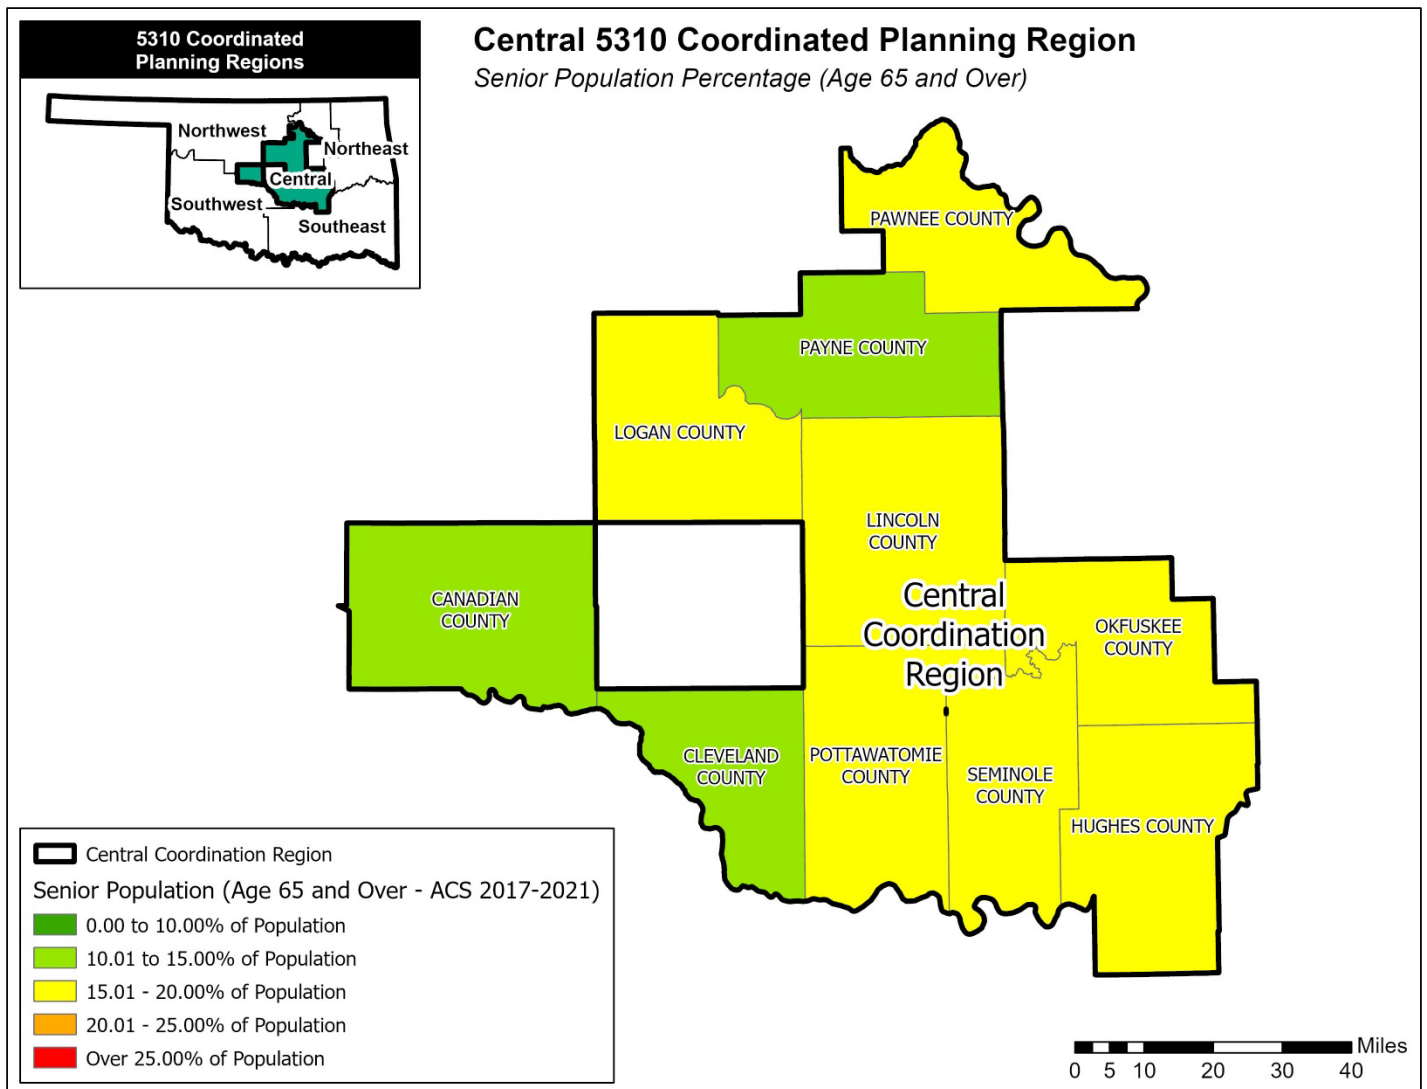 5310 Coordinated
Planning Regions
Northwest
Northeast
Central
Southwest
Southeast
Central 5310 Coordinated Planning Region
Senior Population Percentage (Age 65 and Over)
PAWNEE COUNTY
PAYNE COUNTY
LOGAN COUNTY
LINCOLN
COUNTY
CANADIAN
COUNTY
Central
Coordination
Region
OKFUSKEE
COUNTY
CLEVELAND
COUNTY
POTTAWATOMIE
COUNTY
SEMINOLE
COUNTY
HUGHES COUNTY
Central Coordination Region
Senior Population (Age 65 and Over - ACS 2017-2021)
0.00 to 10.00% of Population
10.01 to 15.00% of Population
15.01 - 20.00% of Population
20.01 - 25.00% of Population
Over 25.00% of Population
Miles
0 5 10 20 30 40